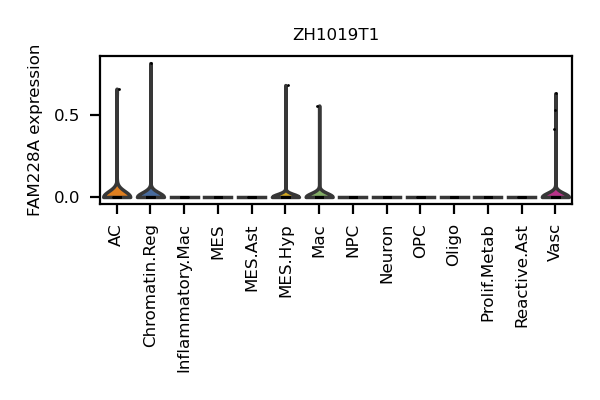 ZH1019T1
FAM228A expression
0.5
0.0
AC
Chromatin.Reg
Inflammatory.Mac
MES
MES.Ast
MES.Hyp
Mac
NPC
Neuron
OPC
Oligo
Prolif.Metab
Reactive.Ast
Vasc